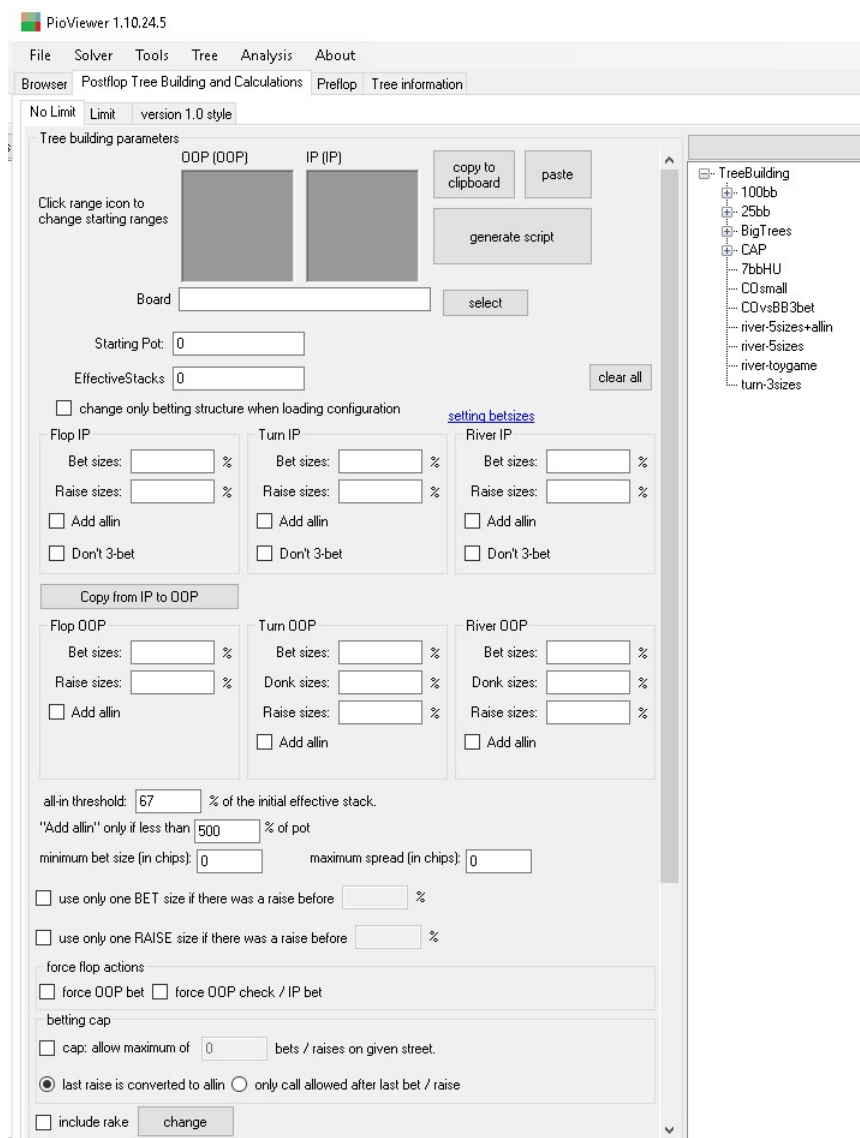 PioViewer 1.10.24.5
File Solver Tools Tree Analysis About
Browser Postflop Tree Building and Calculations Preflop Tree information
No Limit Limit version 1.0 style
Tree building parameters
OOP (OOP) IP (IP)
copy to clipboard paste
Click range icon to change starting ranges
generate script
Board select
Starting Pot: 0
EffectiveStacks 0 clear all
change only betting structure when loading configuration setting betsizes
Flop IP Turn IP River IP
Bet sizes: % Bet sizes: % Bet sizes: %
Raise sizes: % Raise sizes: % Raise sizes: %
Add allin Add allin Add allin
Don't 3-bet Don't 3-bet Don't 3-bet
Copy from IP to OOP
Flop OOP Turn OOP River OOP
Bet sizes: % Bet sizes: % Bet sizes: %
Raise sizes: % Donk sizes: % Donk sizes: %
Add allin Raise sizes: % Raise sizes: %
Add allin Add allin
all-in threshold: 67 % of the initial effective stack.
"Add allin" only if less than 500 % of pot
minimum bet size (in chips): 0 maximum spread (in chips): 0
use only one BET size if there was a raise before %
use only one RAISE size if there was a raise before %
force flop actions
force OOP bet force OOP check / IP bet
betting cap
cap: allow maximum of 0 bets / raises on given street.
last raise is converted to allin only call allowed after last bet / raise
include rake change
TreeBuilding
100bb
25bb
BigTrees
CAP
7bbHU
COsmall
COvsBB3bet
river-5sizes+allin
river-5sizes
river-toygame
turn-3sizes